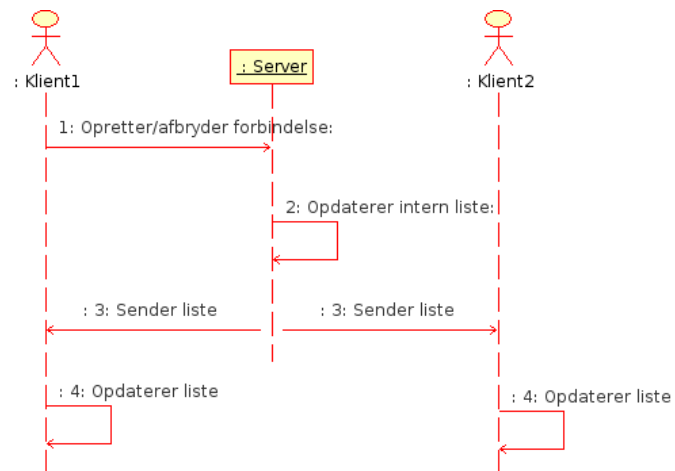 : Klient1
: Server
: Klient2
1: Opretter/afbryder forbindelse:
2: Opdaterer intern liste:
: 3: Sender liste
: 3: Sender liste
: 4: Opdaterer liste
: 4: Opdaterer liste